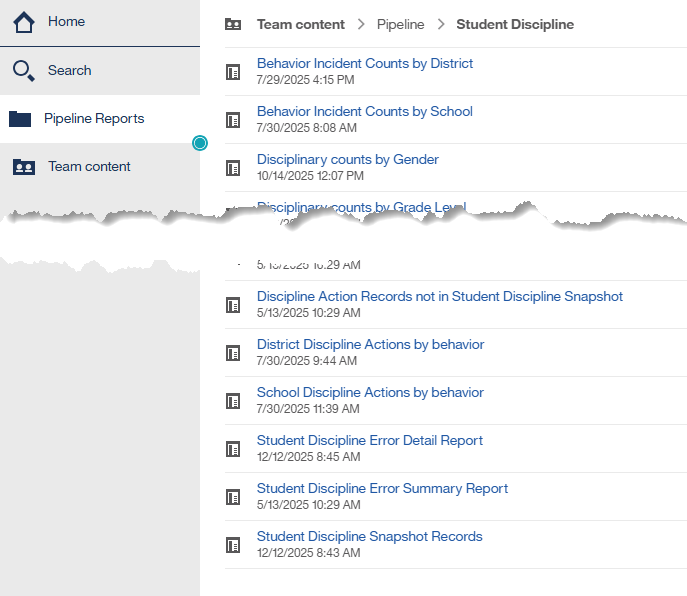 Home
Search
Pipeline Reports
Team content
Team content > Pipeline > Student Discipline
Behavior Incident Counts by District
7/29/2025 4:15 PM
Behavior Incident Counts by School
7/30/2025 8:08 AM
Disciplinary counts by Gender
10/14/2025 12:07 PM
Disciplinary counts by Grade Level
5/13/2025 10:29 AM
Discipline Action Records not in Student Discipline Snapshot
5/13/2025 10:29 AM
District Discipline Actions by behavior
7/30/2025 9:44 AM
School Discipline Actions by behavior
7/30/2025 11:39 AM
Student Discipline Error Detail Report
12/12/2025 8:45 AM
Student Discipline Error Summary Report
5/13/2025 10:29 AM
Student Discipline Snapshot Records
12/12/2025 8:43 AM